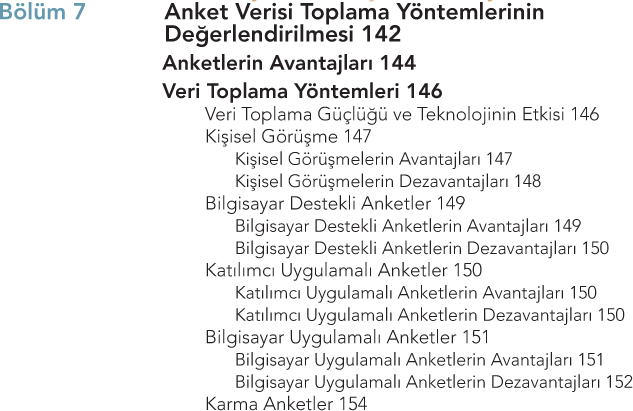 Bölüm 7 Anket Verisi Toplama Yöntemlerinin
Değerlendirilmesi 142
Anketlerin Avantajları 144
Veri Toplama Yöntemleri 146
Veri Toplama Güçlüğü ve Teknolojinin Etkisi 146
Kişisel Görüşme 147
Kişisel Görüşmelerin Avantajları 147
Kişisel Görüşmelerin Dezavantajları 148
Bilgisayar Destekli Anketler 149
Bilgisayar Destekli Anketlerin Avantajları 149
Bilgisayar Destekli Anketlerin Dezavantajları 150
Katılımcı Uygulamalı Anketler 150
Katılımcı Uygulamalı Anketlerin Avantajları 150
Katılımcı Uygulamalı Anketlerin Dezavantajları 150
Bilgisayar Uygulamalı Anketler 151
Bilgisayar Uygulamalı Anketlerin Avantajları 151
Bilgisayar Uygulamalı Anketlerin Dezavantajları 152
Karma Anketler 154